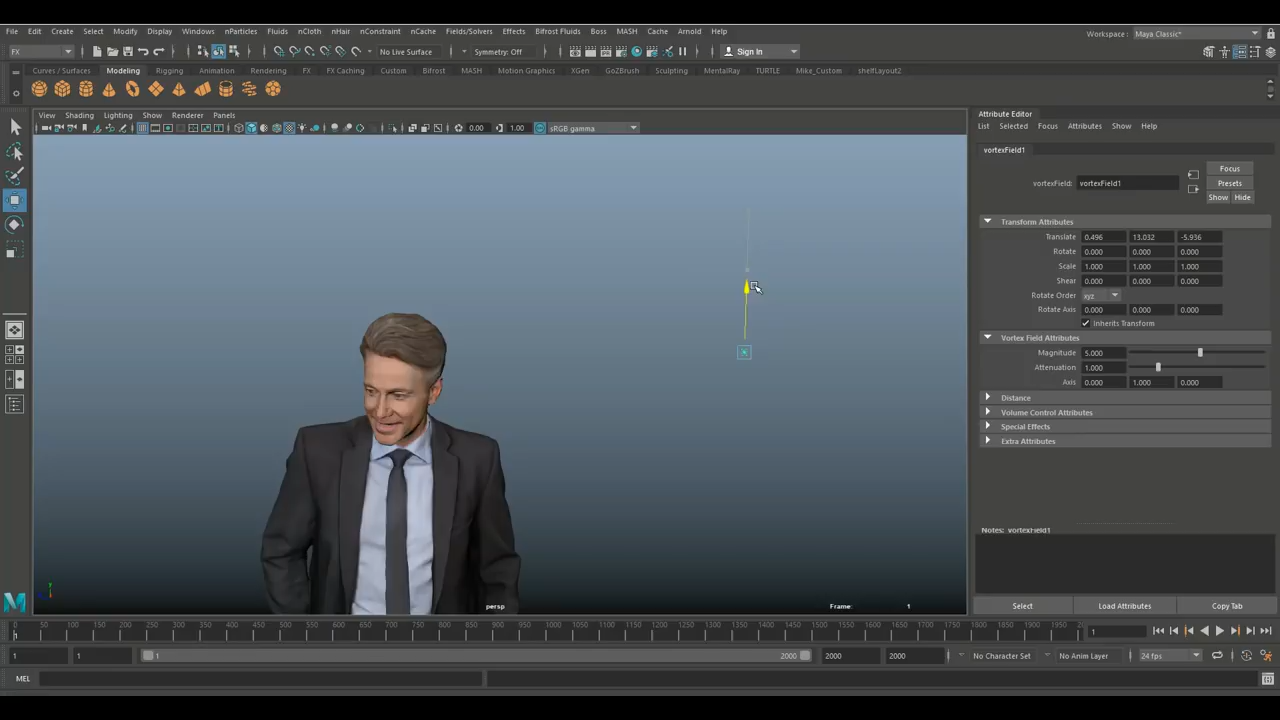 File Edit Create Select Modify Display Windows nParticles Fluids nCloth nHair nConstraint nCache Fields/Solvers Effects Bifrost Fluids Boss MASH Cache Arnold Help Workspace: Maya Classic*
FX No Live Surface Symmetry: Off Sign In
Curves / Surfaces Modeling Rigging Animation Rendering FX FX Caching Custom Bifrost MASH Motion Graphics XGen GoZBrush Sculpting MentalRay TURTLE Mike_Custom shelfLayout2
View Shading Lighting Show Renderer Panels
0.00 1.00 sRGB gamma
Attribute Editor
List Selected Focus Attributes Show Help
vortexField1
vortexField: vortexField1
Focus
Presets
Show Hide
Transform Attributes
Translate 0.496 13.032 -5.936
Rotate 0.000 0.000 0.000
Scale 1.000 1.000 1.000
Shear 0.000 0.000 0.000
Rotate Order xyz
Rotate Axis 0.000 0.000 0.000
Inherits Transform
Vortex Field Attributes
Magnitude 5.000
Attenuation 1.000
Axis 0.000 1.000 0.000
Distance
Volume Control Attributes
Special Effects
Extra Attributes
Notes: vortexField1
Select Load Attributes Copy Tab
persp Frame: 1
0 50 100 150 200 250 300 350 400 450 500 550 600 650 700 750 800 850 900 950 1000 1050 1100 1150 1200 1250 1300 1350 1400 1450 1500 1550 1600 1650 1700 1750 1800 1850 1900 1950
1 1
1 1 1 2000 2000 2000 No Character Set No Anim Layer 24 fps
MEL